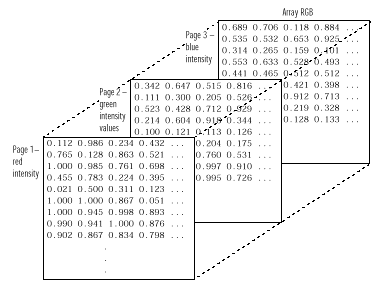 Array RGB
Page 3 –
blue
intensity
0.689 0.706 0.118 0.884 ...
0.535 0.532 0.653 0.925 ...
0.314 0.265 0.159 0.101 ...
0.553 0.633 0.528 0.493 ...
0.441 0.465 0.512 0.512 ...
0.421 0.398 ...
0.912 0.713 ...
0.219 0.328 ...
0.128 0.133 ...
Page 2 –
green
intensity
values
0.342 0.647 0.515 0.816 ...
0.111 0.300 0.205 0.526 ...
0.523 0.428 0.712 0.929 ...
0.214 0.604 0.918 0.344 ...
0.100 0.121 0.113 0.126 ...
0.204 0.175 ...
0.760 0.531 ...
0.997 0.910 ...
0.995 0.726 ...
Page 1–
red
intensity
0.112 0.986 0.234 0.432 ...
0.765 0.128 0.863 0.521 ...
1.000 0.985 0.761 0.698 ...
0.455 0.783 0.224 0.395 ...
0.021 0.500 0.311 0.123 ...
1.000 1.000 0.867 0.051 ...
1.000 0.945 0.998 0.893 ...
0.990 0.941 1.000 0.876 ...
0.902 0.867 0.834 0.798 ...
.
.
.